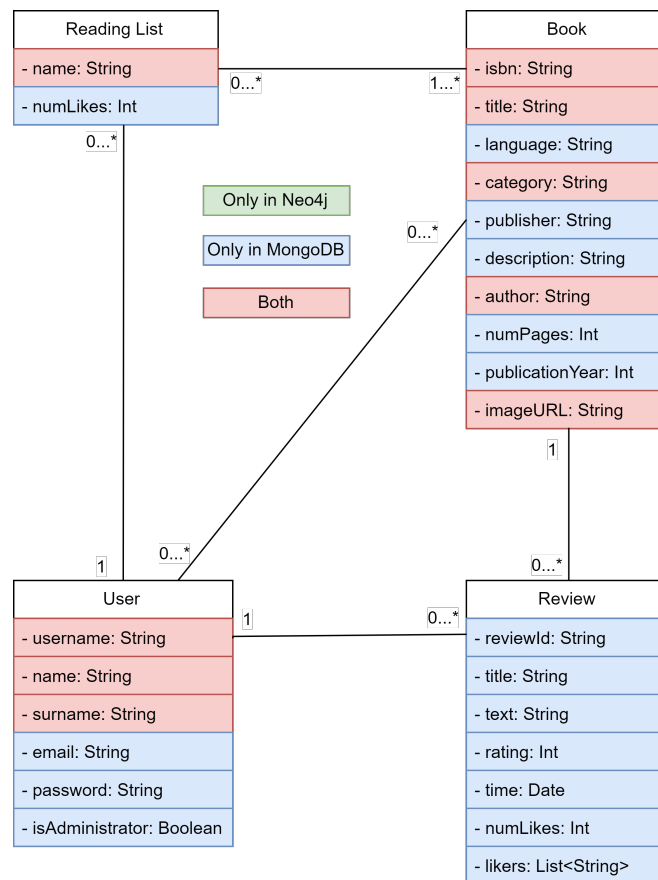 Reading List
- name: String
- numLikes: Int
0...*
1...*
Book
- isbn: String
- title: String
- language: String
- category: String
- publisher: String
- description: String
- author: String
- numPages: Int
- publicationYear: Int
- imageURL: String
0...*
Only in Neo4j
Only in MongoDB
Both
0...*
1
0...*
1
0...*
User
- username: String
- name: String
- surname: String
- email: String
- password: String
- isAdministrator: Boolean
1
0...*
Review
- reviewId: String
- title: String
- text: String
- rating: Int
- time: Date
- numLikes: Int
- likers: List<String>